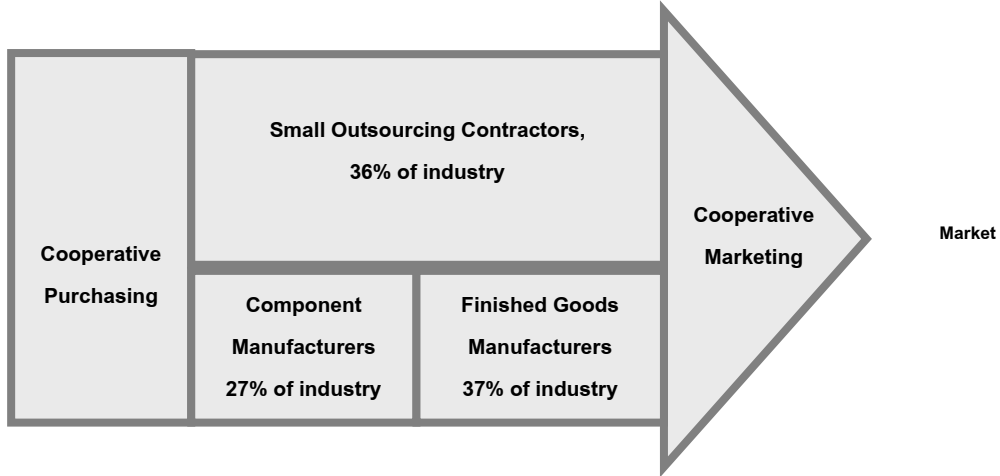 Cooperative
Purchasing
Small Outsourcing Contractors,
36% of industry
Component
Manufacturers
27% of industry
Finished Goods
Manufacturers
37% of industry
Cooperative
Marketing
Market